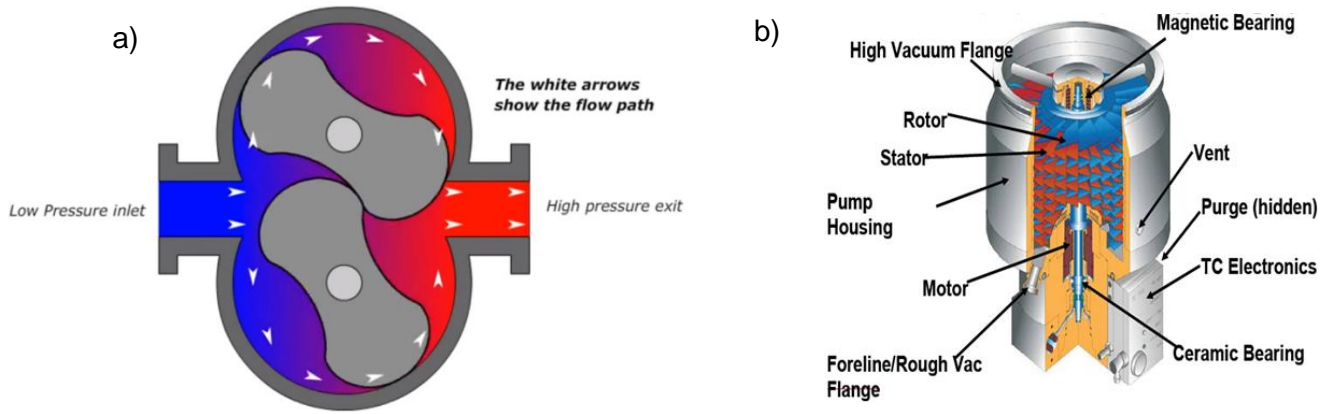 a)
The white arrows
show the flow path
Low Pressure inlet
High pressure exit
b)
Magnetic Bearing
High Vacuum Flange
Rotor
Stator
Vent
Pump
Housing
Purge (hidden)
TC Electronics
Motor
Foreline/Rough Vac
Flange
Ceramic Bearing